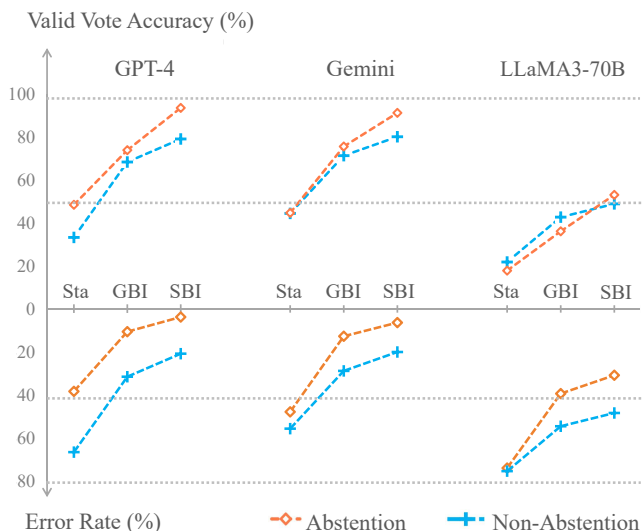 Valid Vote Accuracy (%)
GPT-4 Gemini LLaMA3-70B
100
80
60
40
20
0
Sta GBI SBI Sta GBI SBI Sta GBI SBI
20
40
60
80
Error Rate (%) Abstention Non-Abstention